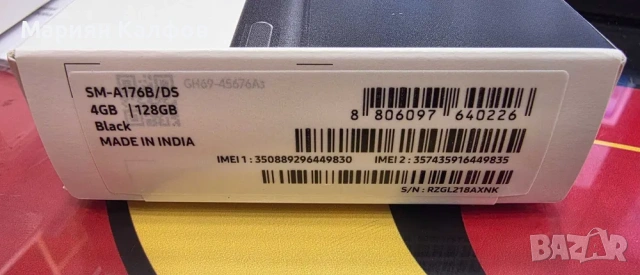 Мария Калфова
GH69-45676A
SM-A176B/DS
4GB | 128GB
Black
MADE IN INDIA
8 806097 640226
IMEI 1 : 350889296449830
IMEI 2 : 357435916449835
S/N : RZGL218AXNK
BAZAR
.bg